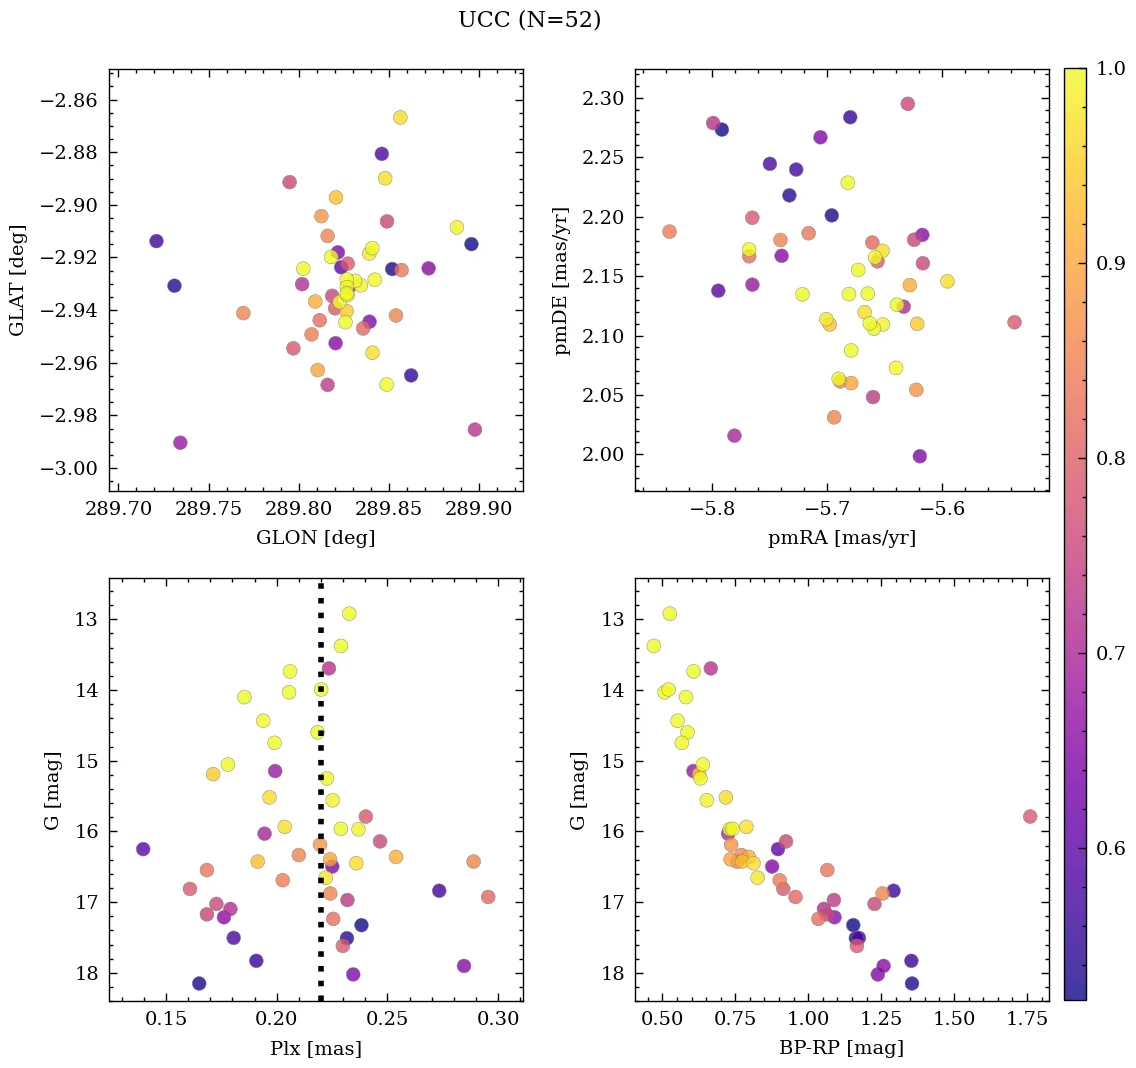 UCC (N=52)
−2.86
−2.88
−2.90
−2.92
−2.94
−2.96
−2.98
−3.00
GLAT [deg]
289.70 289.75 289.80 289.85 289.90
GLON [deg]
2.30
2.25
2.20
2.15
2.10
2.05
2.00
pmDE [mas/yr]
−5.8 −5.7 −5.6
pmRA [mas/yr]
1.0
0.9
0.8
0.7
0.6
13
14
15
16
17
18
G [mag]
0.15 0.20 0.25 0.30
Plx [mas]
13
14
15
16
17
18
G [mag]
0.50 0.75 1.00 1.25 1.50 1.75
BP-RP [mag]